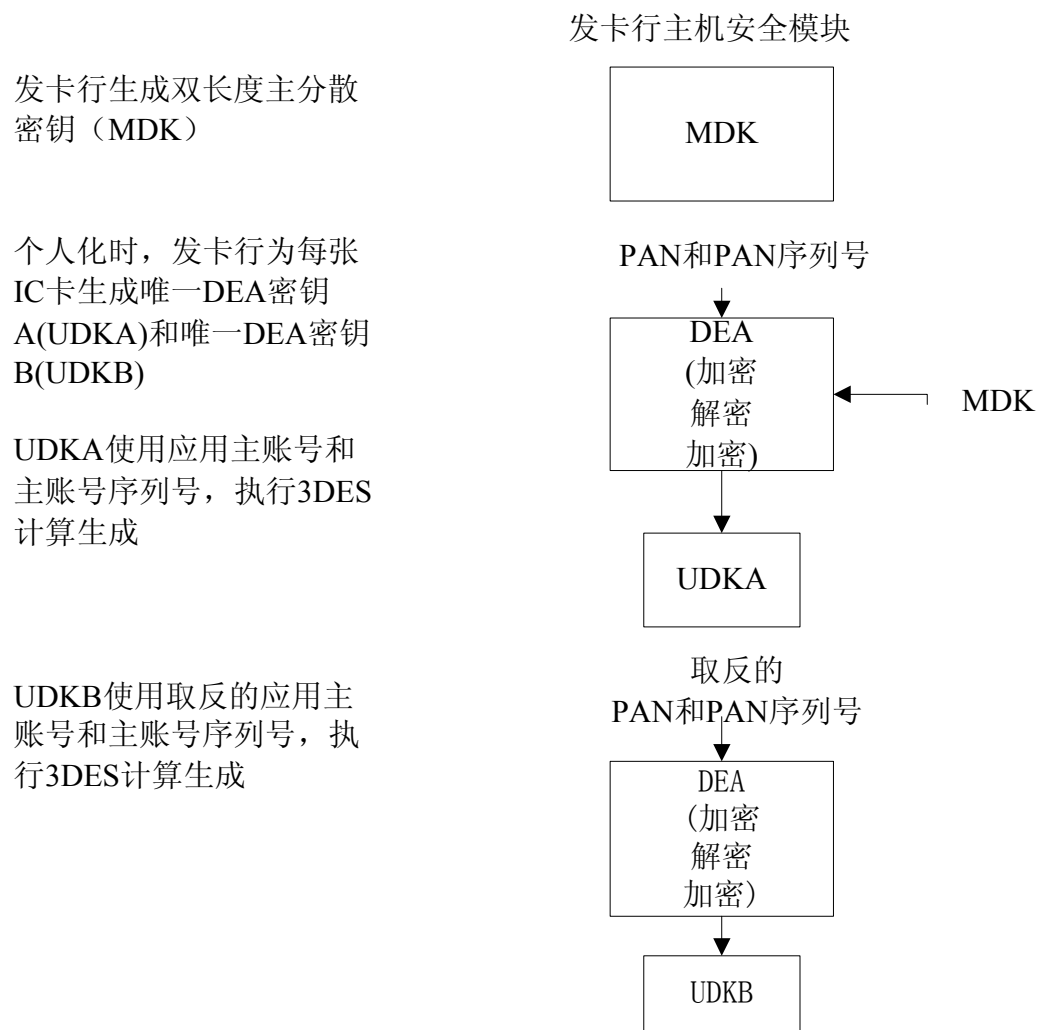 发卡行主机安全模块
发卡行生成双长度主分散
密钥（MDK）
MDK
个人化时，发卡行为每张
IC卡生成唯一DEA密钥
A(UDKA)和唯一DEA密钥
B(UDKB)
PAN和PAN序列号
DEA
(加密
解密
加密)
MDK
UDKA使用应用主账号和
主账号序列号，执行3DES
计算生成
UDKA
UDKB使用取反的应用主
账号和主账号序列号，执
行3DES计算生成
取反的
PAN和PAN序列号
DEA
(加密
解密
加密)
UDKB